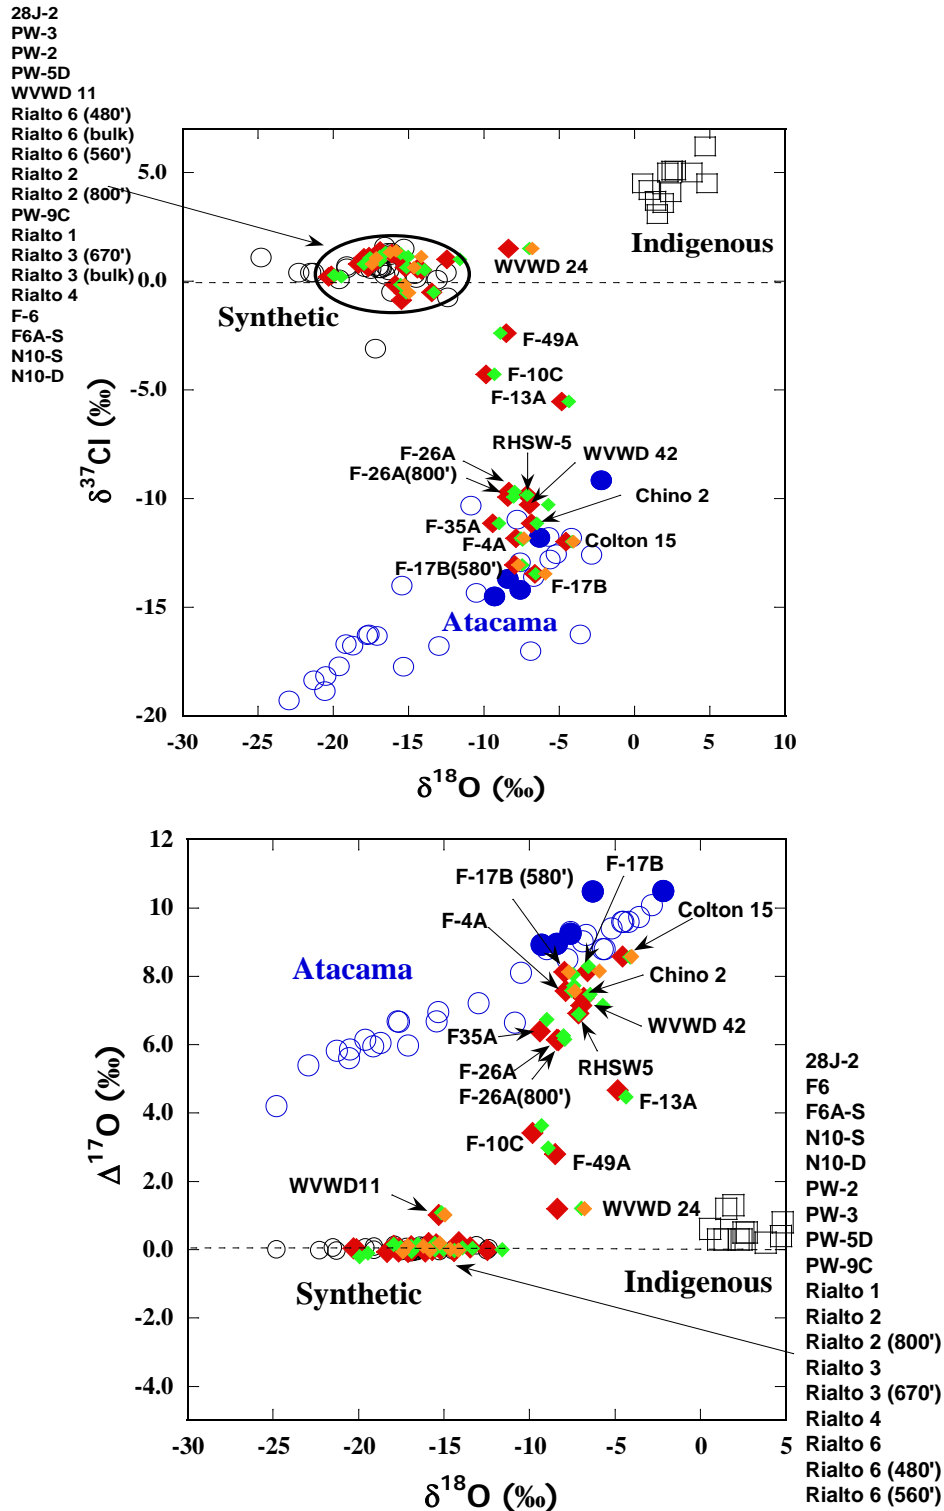 28J-2
PW-3
PW-2
PW-5D
WVWD 11
Rialto 6 (480')
Rialto 6 (bulk)
Rialto 6 (560')
Rialto 2
Rialto 2 (800')
PW-9C
Rialto 1
Rialto 3 (670')
Rialto 3 (bulk)
Rialto 4
F-6
F6A-S
N10-S
N10-D
δ37Cl (‰)
5.0
0.0
-5.0
-10
-15
-20
Indigenous
WVWD 24
Synthetic
F-49A
F-10C
F-13A
RHSW-5
F-26A
WVWD 42
F-26A(800')
Chino 2
F-35A
F-4A
Colton 15
F-17B(580')
F-17B
Atacama
-30 -25 -20 -15 -10 -5 0 5 10
δ18O (‰)
Δ17O (‰)
12
10
8.0
6.0
4.0
2.0
0.0
-2.0
-4.0
F-17B
F-17B (580')
F-4A
Colton 15
Atacama
Chino 2
WVWD 42
F35A
RHSW5
F-26A
F-26A(800')
F-13A
F-10C
F-49A
WVWD11
WVWD 24
Synthetic
Indigenous
-30 -25 -20 -15 -10 -5 0 5
δ18O (‰)
28J-2
F6
F6A-S
N10-S
N10-D
PW-2
PW-3
PW-5D
PW-9C
Rialto 1
Rialto 2
Rialto 2 (800')
Rialto 3
Rialto 3 (670')
Rialto 4
Rialto 6
Rialto 6 (480')
Rialto 6 (560')